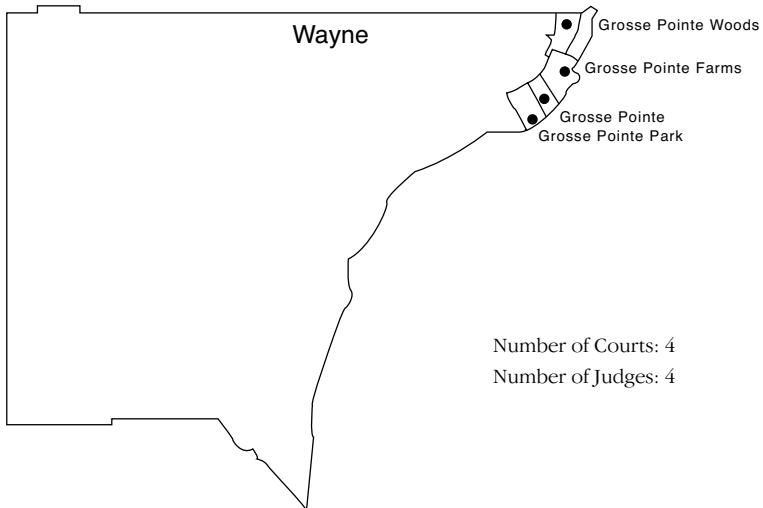 Wayne
Grosse Pointe Woods
Grosse Pointe Farms
Grosse Pointe
Grosse Pointe Park
Number of Courts: 4
Number of Judges: 4